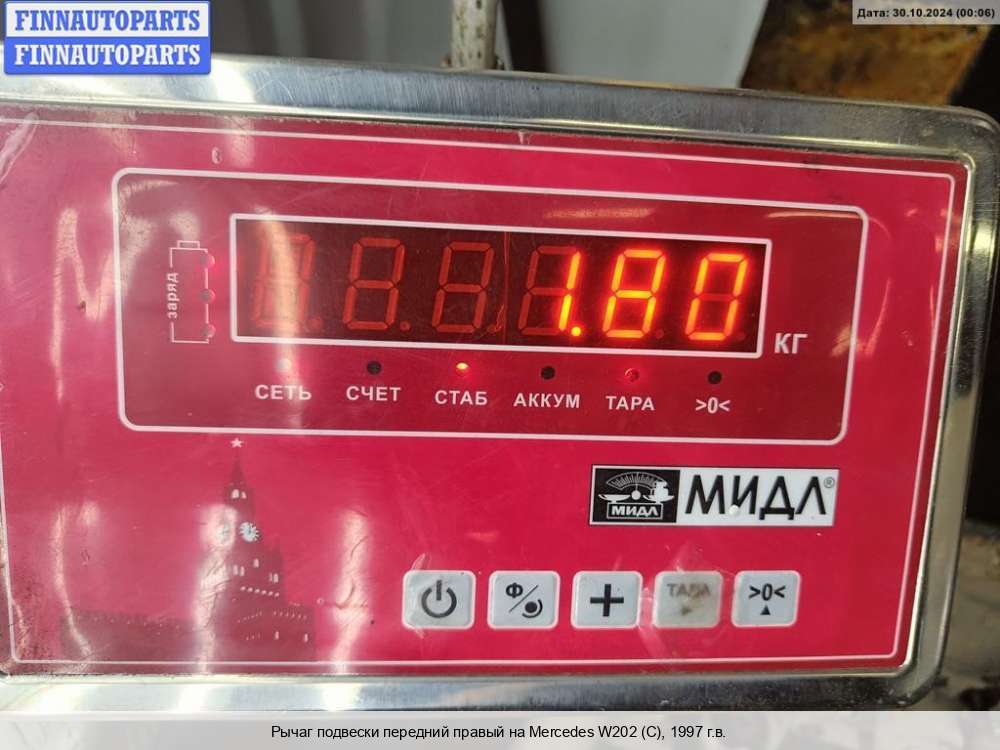 FINNAUTOPARTS
FINNAUTOPARTS
Дата: 30.10.2024 (00:06)
заряд
1.80
КГ
СЕТЬ СЧЕТ СТАБ АККУМ ТАРА >0<
МИДЛ МИДЛ®
Ф + ТАРА >0<
Рычаг подвески передний правый на Mercedes W202 (C), 1997 г.в.